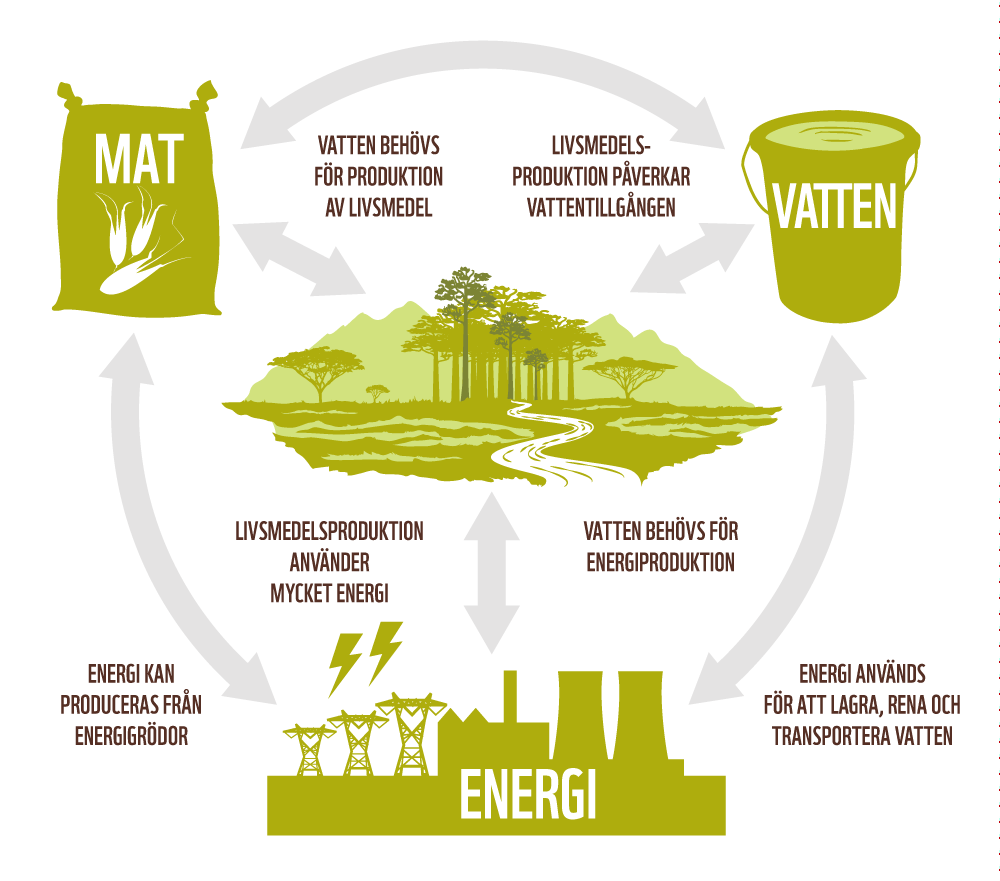 MAT
VATTEN BEHÖVS
FÖR PRODUKTION
AV LIVSMEDEL
LIVSMEDELS-
PRODUKTION PÅVERKAR
VATTENTILLGÅNGEN
VATTEN
LIVSMEDELSPRODUKTION
ANVÄNDER
MYCKET ENERGI
VATTEN BEHÖVS FÖR
ENERGIPRODUKTION
ENERGI KAN
PRODUCERAS FRÅN
ENERGIGRÖDOR
ENERGI ANVÄNDS
FÖR ATT LAGRA, RENA OCH
TRANSPORTERA VATTEN
ENERGI